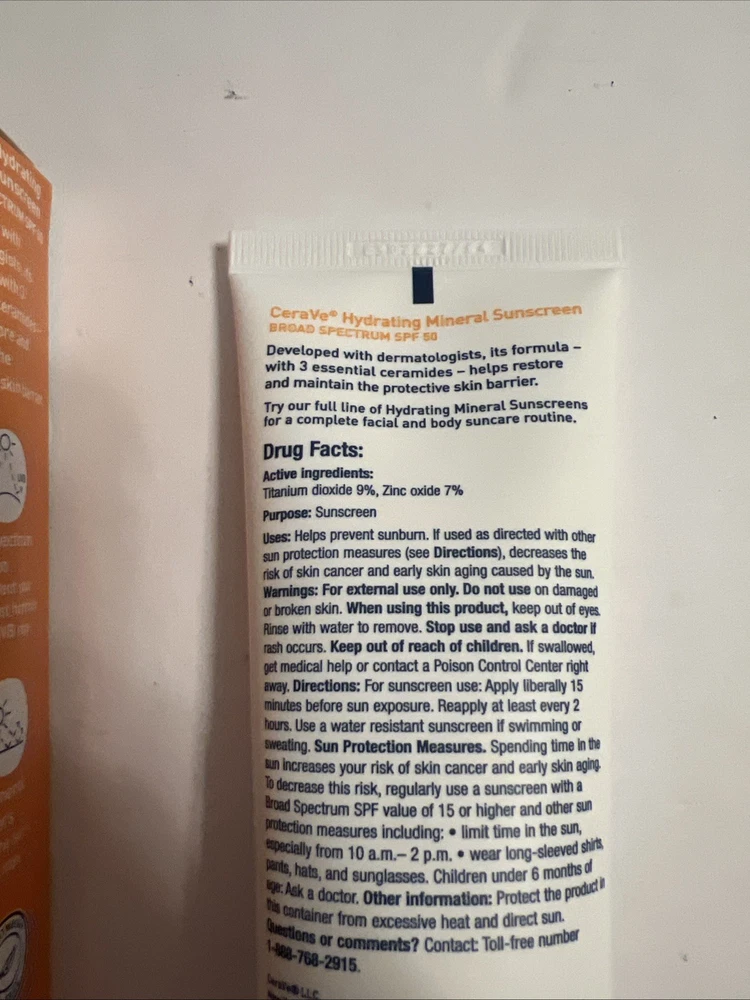 CeraVe® Hydrating Mineral Sunscreen
BROAD SPECTRUM SPF 50
Developed with dermatologists, its formula –
with 3 essential ceramides – helps restore
and maintain the protective skin barrier.
Try our full line of Hydrating Mineral Sunscreens
for a complete facial and body suncare routine.
Drug Facts:
Active ingredients:
Titanium dioxide 9%, Zinc oxide 7%
Purpose: Sunscreen
Uses: Helps prevent sunburn. If used as directed with other
sun protection measures (see Directions), decreases the
risk of skin cancer and early skin aging caused by the sun.
Warnings: For external use only. Do not use on damaged
or broken skin. When using this product, keep out of eyes.
Rinse with water to remove. Stop use and ask a doctor if
rash occurs. Keep out of reach of children. If swallowed,
get medical help or contact a Poison Control Center right
away. Directions: For sunscreen use: Apply liberally 15
minutes before sun exposure. Reapply at least every 2
hours. Use a water resistant sunscreen if swimming or
sweating. Sun Protection Measures. Spending time in the
sun increases your risk of skin cancer and early skin aging.
To decrease this risk, regularly use a sunscreen with a
Broad Spectrum SPF value of 15 or higher and other sun
protection measures including: • limit time in the sun,
especially from 10 a.m.– 2 p.m. • wear long-sleeved shirts,
pants, hats, and sunglasses. Children under 6 months of
age: Ask a doctor. Other information: Protect the product in
this container from excessive heat and direct sun.
Questions or comments? Contact: Toll-free number
1-888-768-2915.
CeraVe® LLC